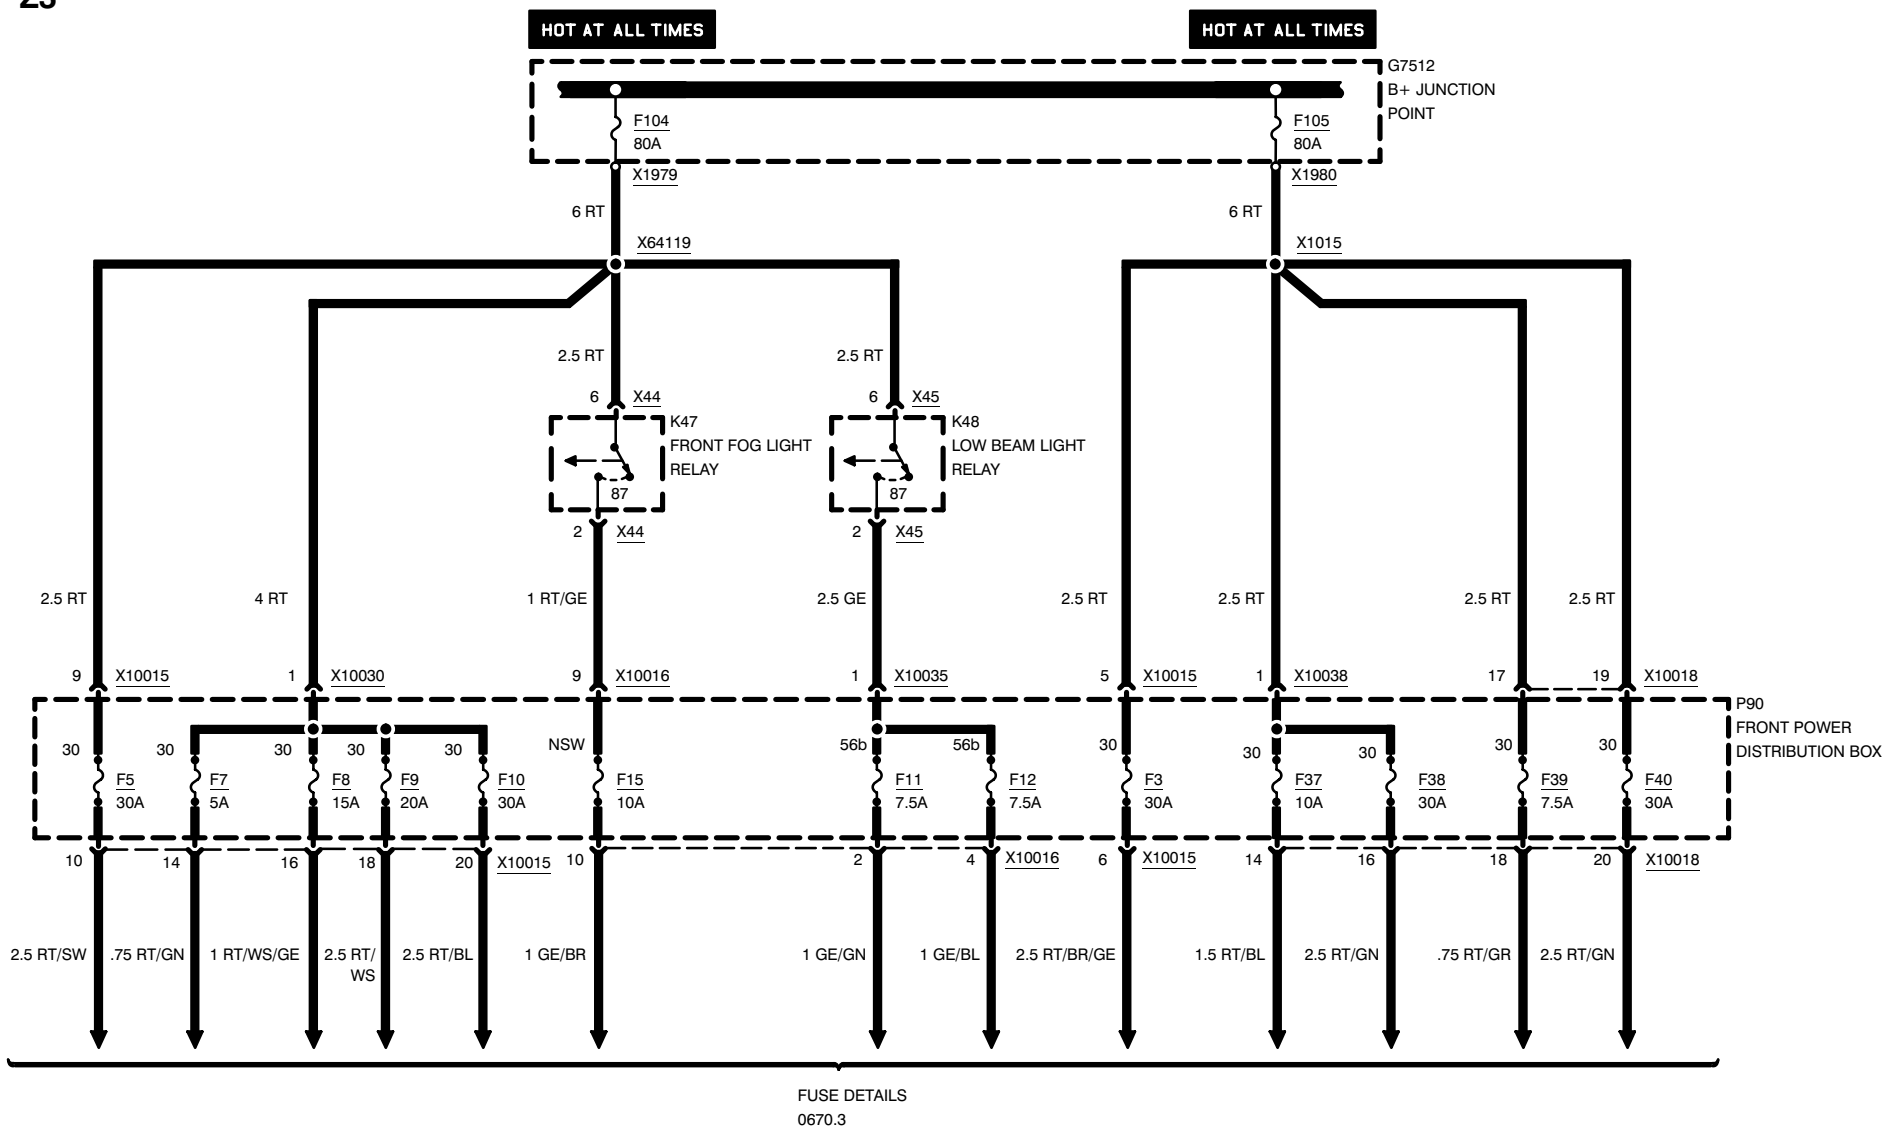 Z3
HOT AT ALL TIMES
HOT AT ALL TIMES
G7512
B+ JUNCTION
POINT
F104
80A
F105
80A
X1979
X1980
6 RT
6 RT
X64119
X1015
2.5 RT
2.5 RT
6 X44
6 X45
K47
FRONT FOG LIGHT
RELAY
K48
LOW BEAM LIGHT
RELAY
87
87
2 X44
2 X45
2.5 RT
4 RT
1 RT/GE
2.5 GE
2.5 RT
2.5 RT
2.5 RT
2.5 RT
9 X10015
1 X10030
9 X10016
1 X10035
5 X10015
1 X10038
17
19 X10018
P90
FRONT POWER
DISTRIBUTION BOX
30
30
30
30
30
NSW
56b
56b
30
30
30
30
30
F5
30A
F7
5A
F8
15A
F9
20A
F10
30A
F15
10A
F11
7.5A
F12
7.5A
F3
30A
F37
10A
F38
30A
F39
7.5A
F40
30A
10
14
16
18
20 X10015
10
2
4 X10016
6 X10015
14
16
18
20 X10018
2.5 RT/SW
.75 RT/GN
1 RT/WS/GE
2.5 RT/
WS
2.5 RT/BL
1 GE/BR
1 GE/GN
1 GE/BL
2.5 RT/BR/GE
1.5 RT/BL
2.5 RT/GN
.75 RT/GR
2.5 RT/GN
FUSE DETAILS
0670.3